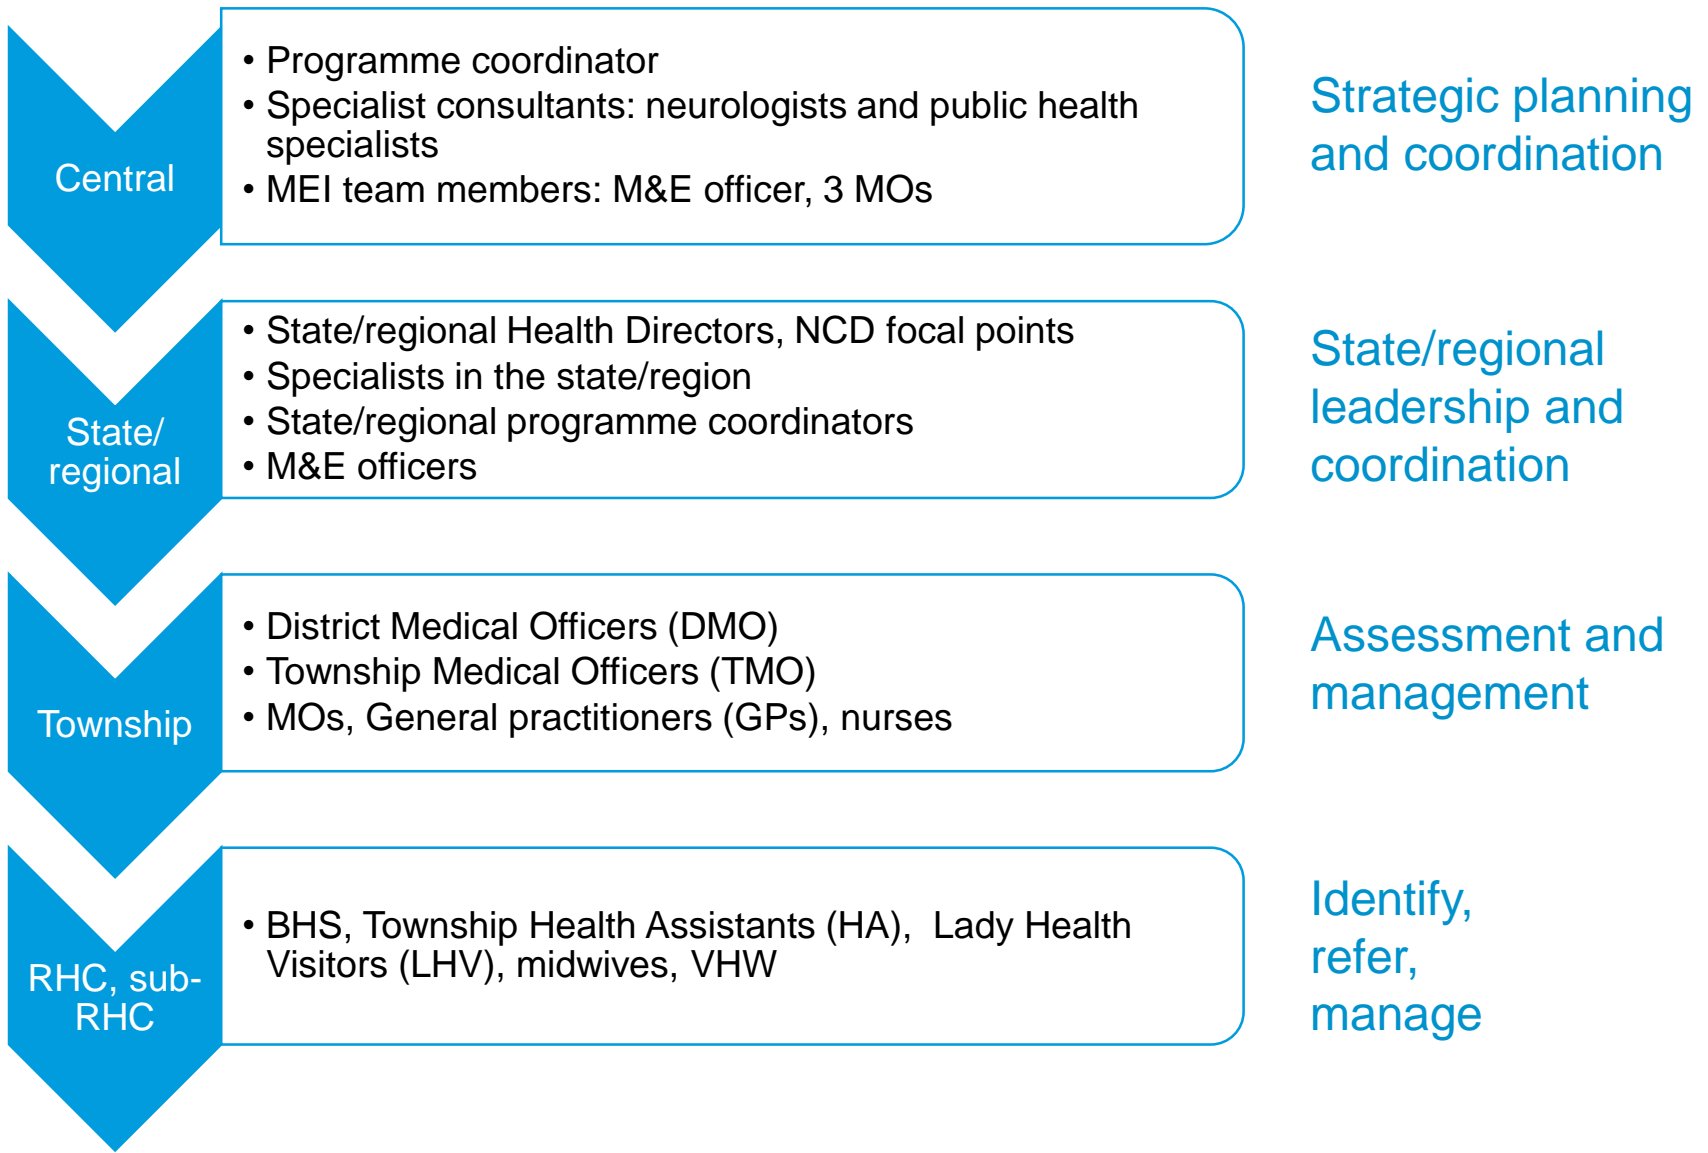 Central
• Programme coordinator
• Specialist consultants: neurologists and public health
specialists
• MEI team members: M&E officer, 3 MOs
Strategic planning
and coordination
State/
regional
• State/regional Health Directors, NCD focal points
• Specialists in the state/region
• State/regional programme coordinators
• M&E officers
State/regional
leadership and
coordination
Township
• District Medical Officers (DMO)
• Township Medical Officers (TMO)
• MOs, General practitioners (GPs), nurses
Assessment and
management
RHC, sub-
RHC
• BHS, Township Health Assistants (HA),  Lady Health
Visitors (LHV), midwives, VHW
Identify,
refer,
manage